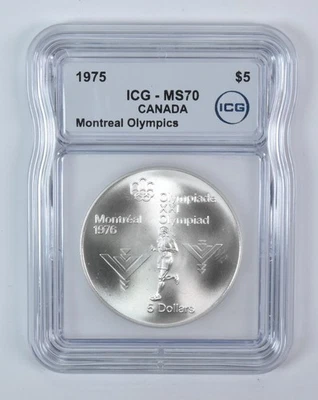 1975 $5
ICG - MS70
CANADA
ICG
Montreal Olympics
Olympiade
Montréal Olympiad
1976
5 Dollars